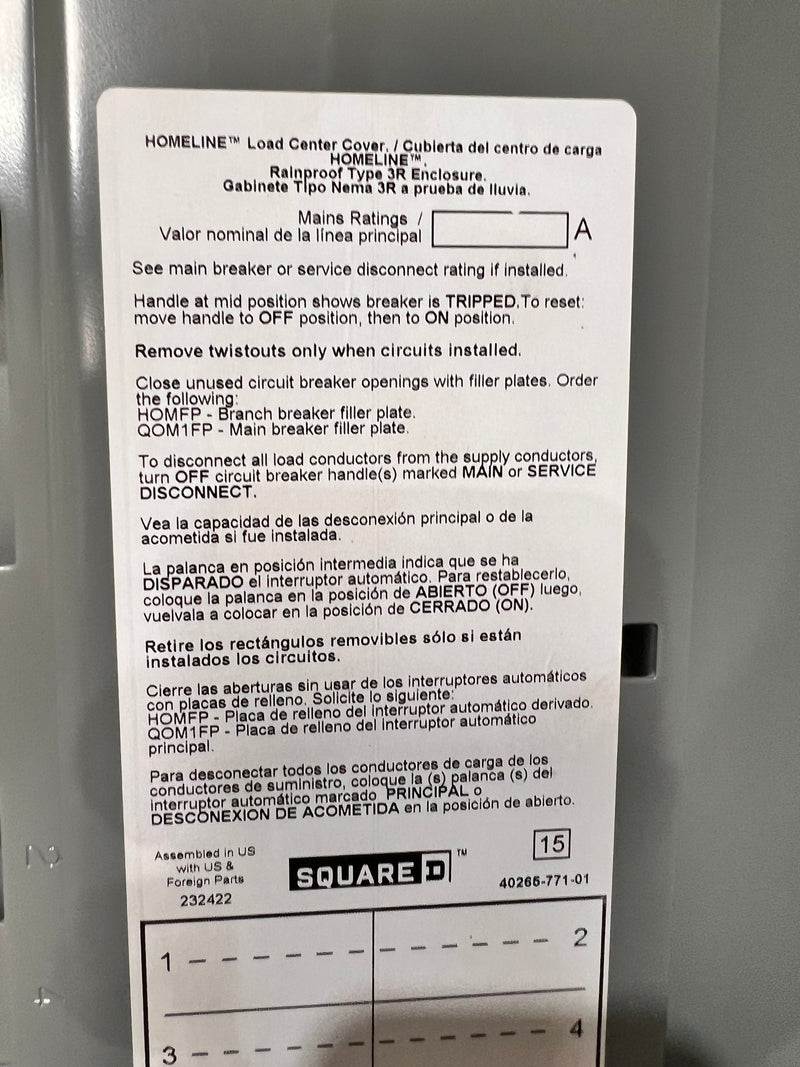 HOMELINE™ Load Center Cover. / Cubierta del centro de carga
HOMELINE™.
Rainproof Type 3R Enclosure.
Gabinete Tipo Nema 3R a prueba de lluvia.
Mains Ratings /
Valor nominal de la línea principal
A
See main breaker or service disconnect rating if installed.
Handle at mid position shows breaker is TRIPPED.To reset:
move handle to OFF position, then to ON position.
Remove twistouts only when circuits installed.
Close unused circuit breaker openings with filler plates. Order
the following:
HOMFP - Branch breaker filler plate.
QOM1FP - Main breaker filler plate.
To disconnect all load conductors from the supply conductors,
turn OFF circuit breaker handle(s) marked MAIN or SERVICE
DISCONNECT.
Vea la capacidad de las desconexión principal o de la
acometida si fue instalada.
La palanca en posición intermedia indica que se ha
DISPARADO el interruptor automático. Para restablecerlo,
coloque la palanca en la posición de ABIERTO (OFF) luego,
vuelvala a colocar en la posición de CERRADO (ON).
Retire los rectángulos removibles sólo si están
instalados los circuitos.
Cierre las aberturas sin usar de los interruptores automáticos
con placas de relleno. Solicite lo siguiente:
HOMFP - Placa de relleno del interruptor automático derivado.
QOM1FP - Placa de relleno del interruptor automático
principal.
Para desconectar todos los conductores de carga de los
conductores de suministro, coloque la (s) palanca (s) del
interruptor automático marcado PRINCIPAL o
DESCONEXION DE ACOMETIDA en la posición de abierto.
Assembled in US
with US &
Foreign Parts
232422
SQUARE D ™
15
40265-771-01
1
2
3
4
2
4